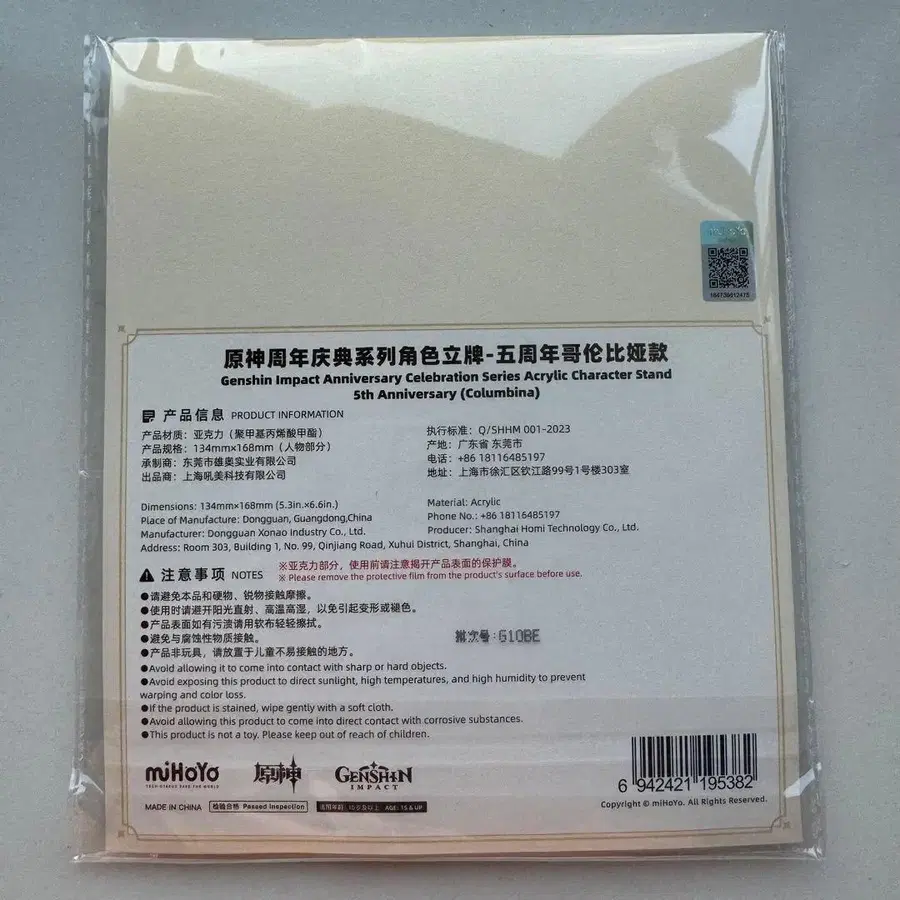 164739612415
原神周年庆典系列角色立牌-五周年哥伦比娅款
Genshin Impact Anniversary Celebration Series Acrylic Character Stand
5th Anniversary (Columbina)
产品信息 PRODUCT INFORMATION
产品材质：亚克力（聚甲基丙烯酸甲酯）
产品规格：134mm×168mm（人物部分）
承制商：东莞市雄奥实业有限公司
出品商：上海吼美科技有限公司
执行标准：Q/SHHM 001-2023
产地：广东省 东莞市
电话：+86 18116485197
地址：上海市徐汇区钦江路99号1号楼303室
Dimensions: 134mm×168mm (5.3in.×6.6in.)
Place of Manufacture: Dongguan, Guangdong,China
Manufacturer: Dongguan Xonao Industry Co., Ltd.
Material: Acrylic
Phone No.: +86 18116485197
Producer: Shanghai Homi Technology Co., Ltd.
Address: Room 303, Building 1, No. 99, Qinjiang Road, Xuhui District, Shanghai, China
注意事项 NOTES
※亚克力部分，使用前请注意揭开产品表面的保护膜。
※ Please remove the protective film from the product's surface before use.
●请避免本品和硬物、锐物接触摩擦。
●使用时请避开阳光直射、高温高湿，以免引起变形或褪色。
●产品表面如有污渍请用软布轻轻擦拭。
●避免与腐蚀性物质接触。
●产品非玩具，请放置于儿童不易接触的地方。
批次号:G10BE
●Avoid allowing it to come into contact with sharp or hard objects.
●Avoid exposing this product to direct sunlight, high temperatures, and high humidity to prevent
warping and color loss.
●If the product is stained, wipe gently with a soft cloth.
●Avoid allowing this product to come into direct contact with corrosive substances.
●This product is not a toy. Please keep out of reach of children.
miHoYo
TECH OTAKUS SAVE THE WORLD
原神
GENSHIN
IMPACT
6 942421 195382
MADE IN CHINA
检验合格 Passed Inspection
适用年龄：15岁及以上 AGE: 15 & UP
Copyright © miHoYo. All Rights Reserved.